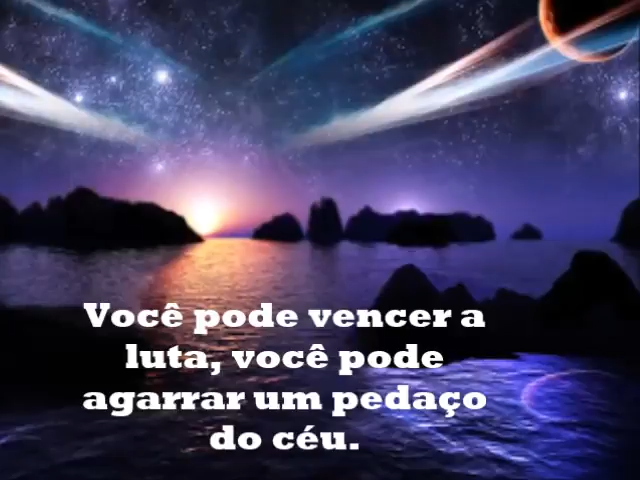 Você pode vencer a
luta, você pode
agarrar um pedaço
do céu.